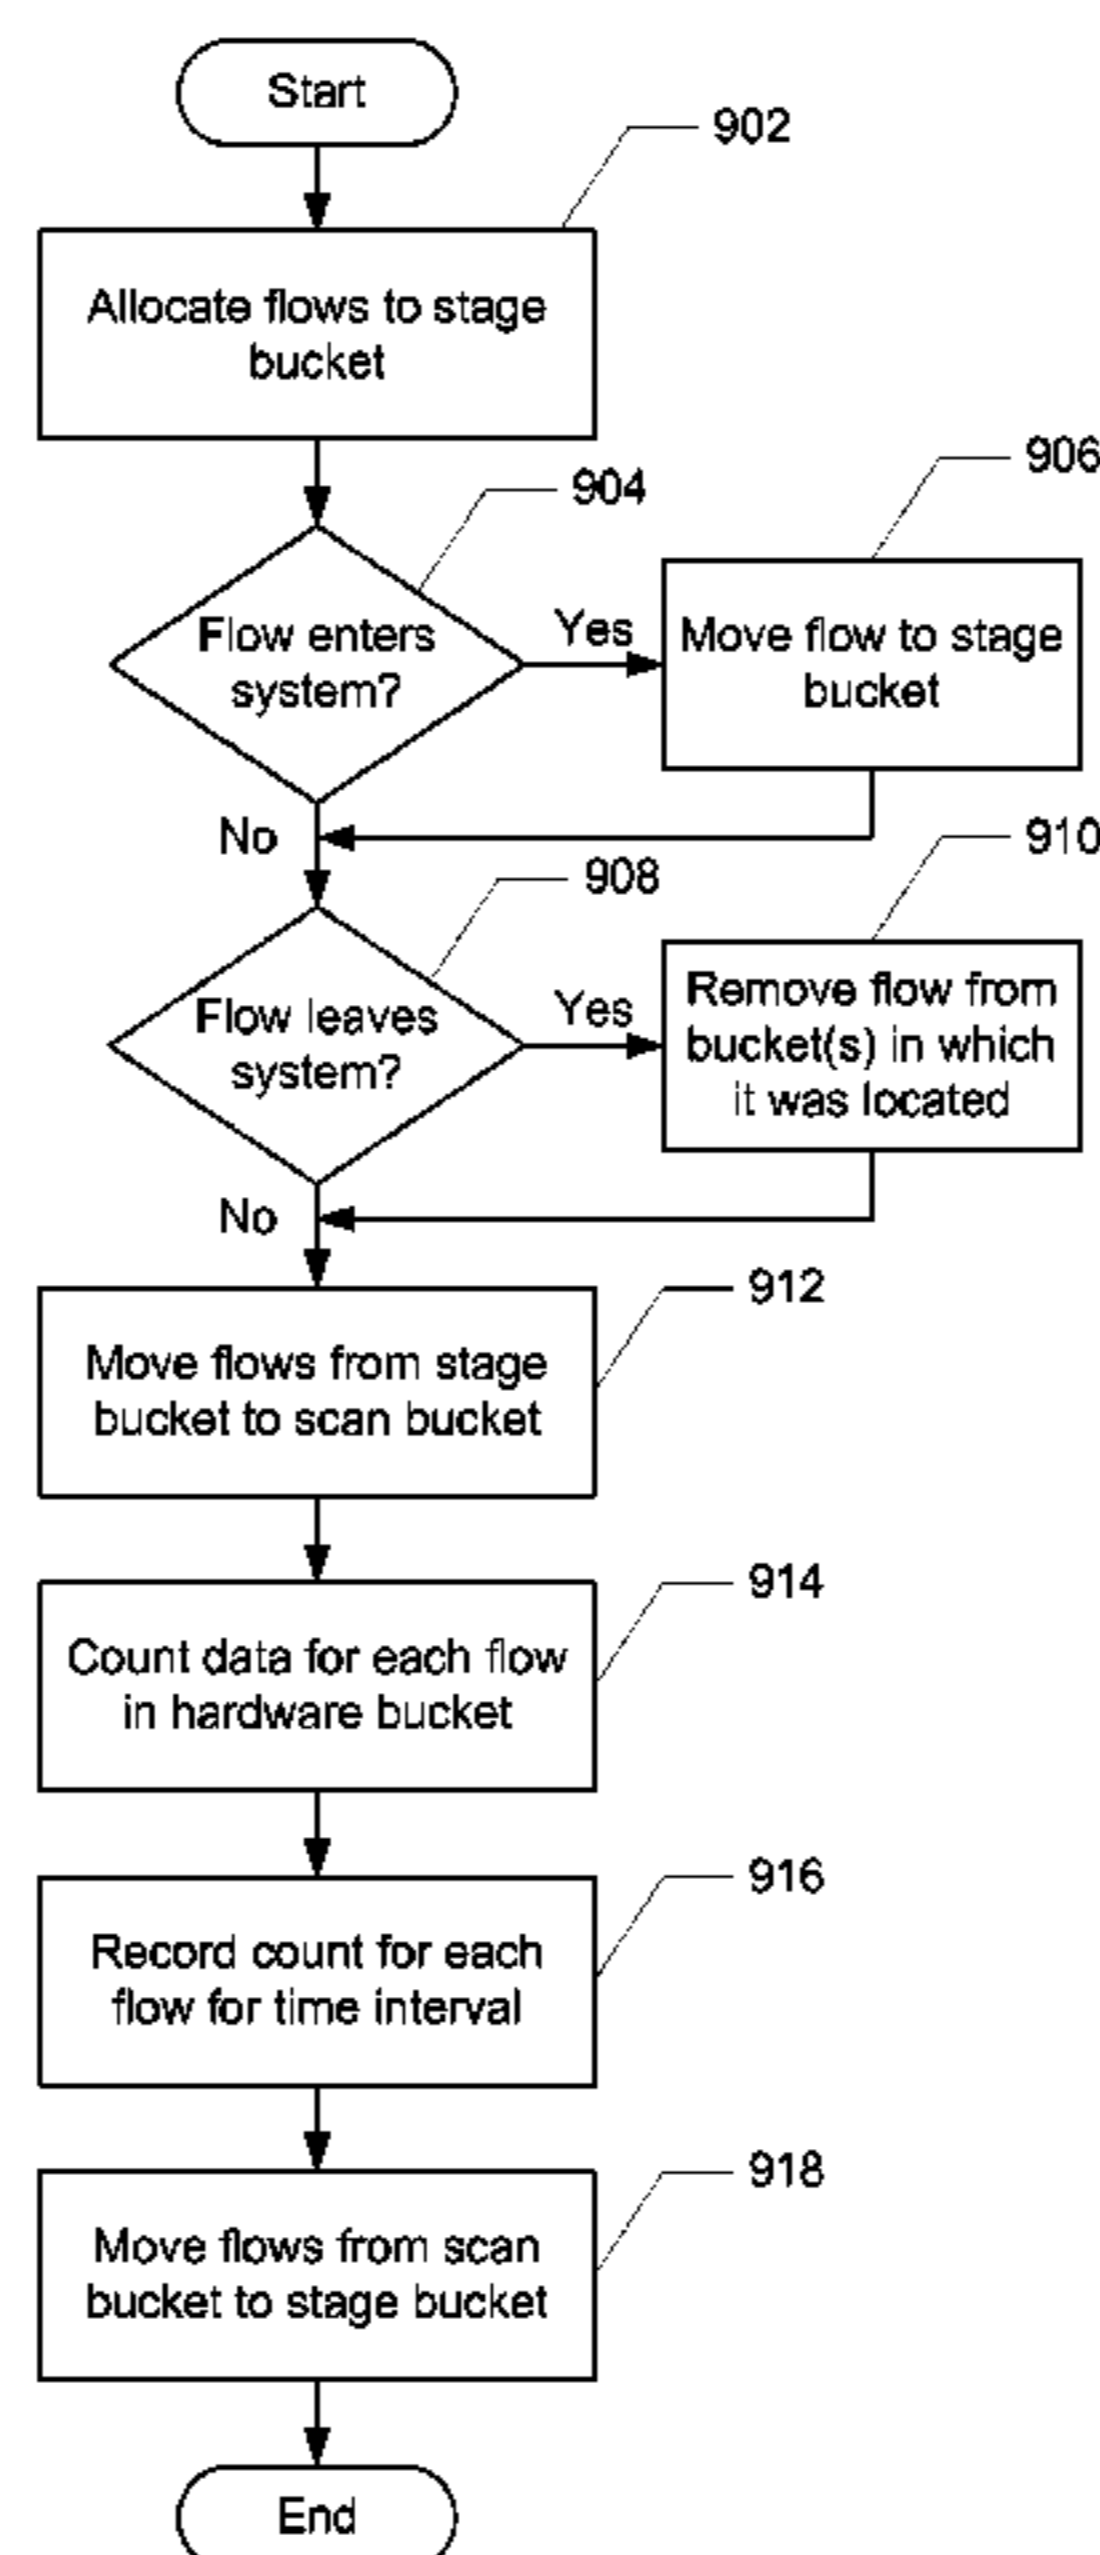 Start
902
Allocate flows to stage
bucket
904
906
Flow enters
system?
Yes
Move flow to stage
bucket
No
908
910
Flow leaves
system?
Yes
Remove flow from
bucket(s) in which
it was located
No
912
Move flows from stage
bucket to scan bucket
914
Count data for each flow
in hardware bucket
916
Record count for each
flow for time interval
918
Move flows from scan
bucket to stage bucket
End